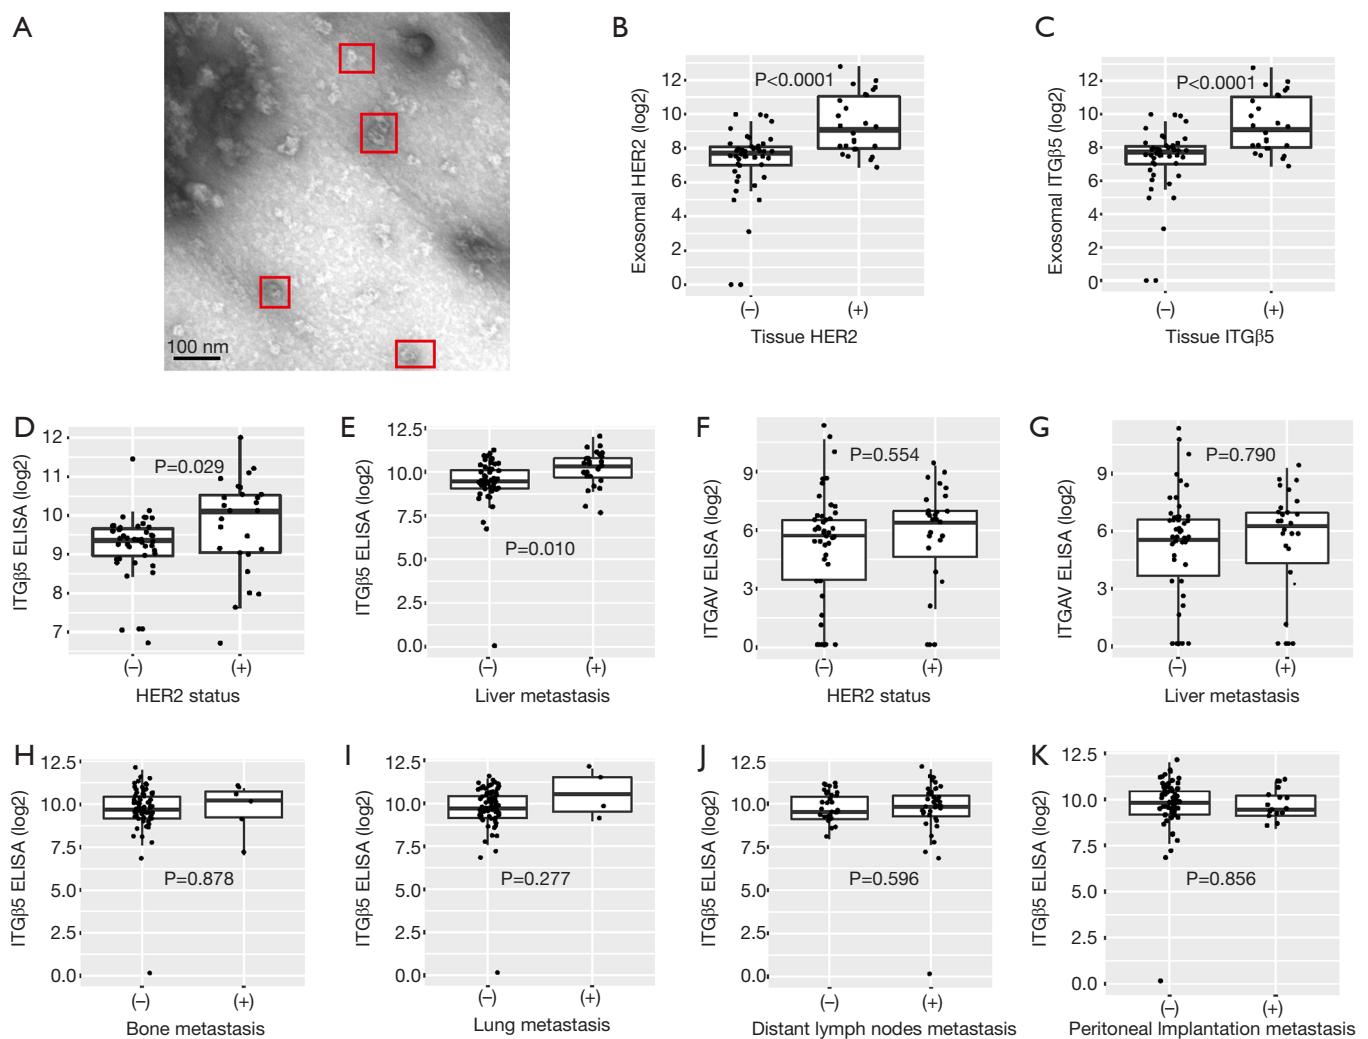 A
100 nm
B
Exosomal HER2 (log2)
12
10
8
6
4
2
0
P<0.0001
(−)
(+)
Tissue HER2
C
Exosomal ITGβ5 (log2)
12
10
8
6
4
2
0
P<0.0001
(−)
(+)
Tissue ITGβ5
D
ITGβ5 ELISA (log2)
12
11
10
9
8
7
P=0.029
(−)
(+)
HER2 status
E
ITGβ5 ELISA (log2)
12.5
10.0
7.5
5.0
2.5
0.0
P=0.010
(−)
(+)
Liver metastasis
F
ITGAV ELISA (log2)
9
6
3
0
P=0.554
(−)
(+)
HER2 status
G
ITGAV ELISA (log2)
9
6
3
0
P=0.790
(−)
(+)
Liver metastasis
H
ITGβ5 ELISA (log2)
12.5
10.0
7.5
5.0
2.5
0.0
P=0.878
(−)
(+)
Bone metastasis
I
ITGβ5 ELISA (log2)
12.5
10.0
7.5
5.0
2.5
0.0
P=0.277
(−)
(+)
Lung metastasis
J
ITGβ5 ELISA (log2)
12.5
10.0
7.5
5.0
2.5
0.0
P=0.596
(−)
(+)
Distant lymph nodes metastasis
K
ITGβ5 ELISA (log2)
12.5
10.0
7.5
5.0
2.5
0.0
P=0.856
(−)
(+)
Peritoneal Implantation metastasis